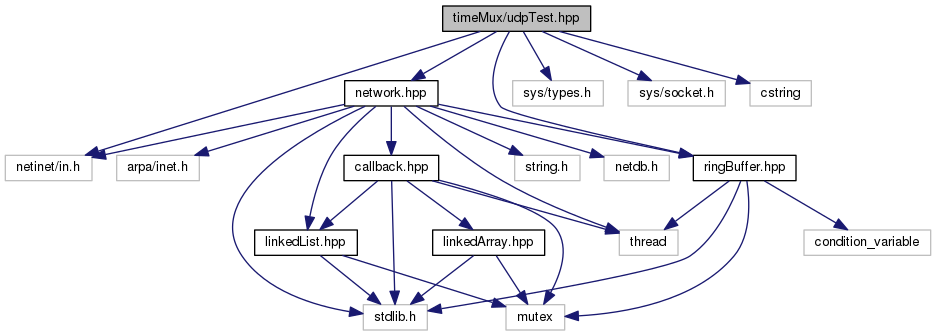 timeMux/udpTest.hpp
network.hpp
sys/types.h
sys/socket.h
cstring
netinet/in.h
arpa/inet.h
callback.hpp
string.h
netdb.h
ringBuffer.hpp
linkedList.hpp
linkedArray.hpp
thread
condition_variable
stdlib.h
mutex